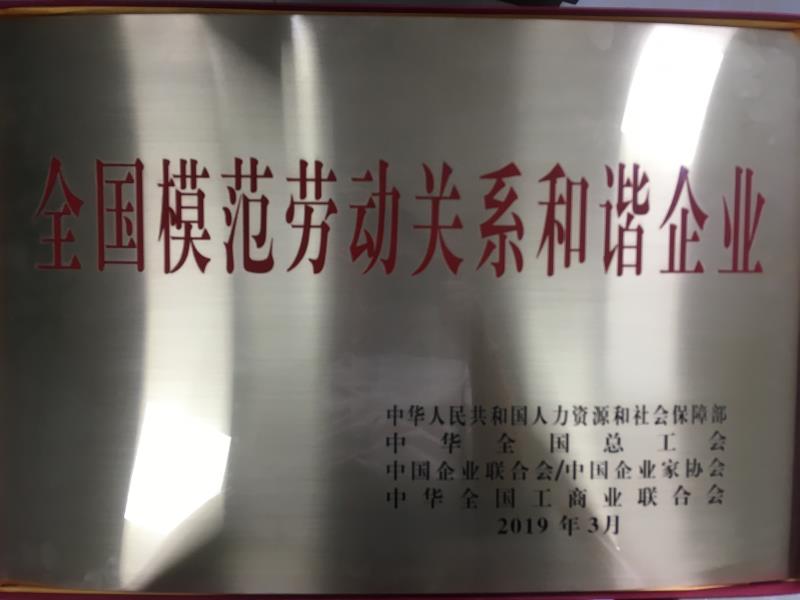 全国模范劳动关系和谐企业
中华人民共和国人力资源和社会保障部
中华全国总工会
中国企业联合会/中国企业家协会
中华全国工商业联合会
2019年3月